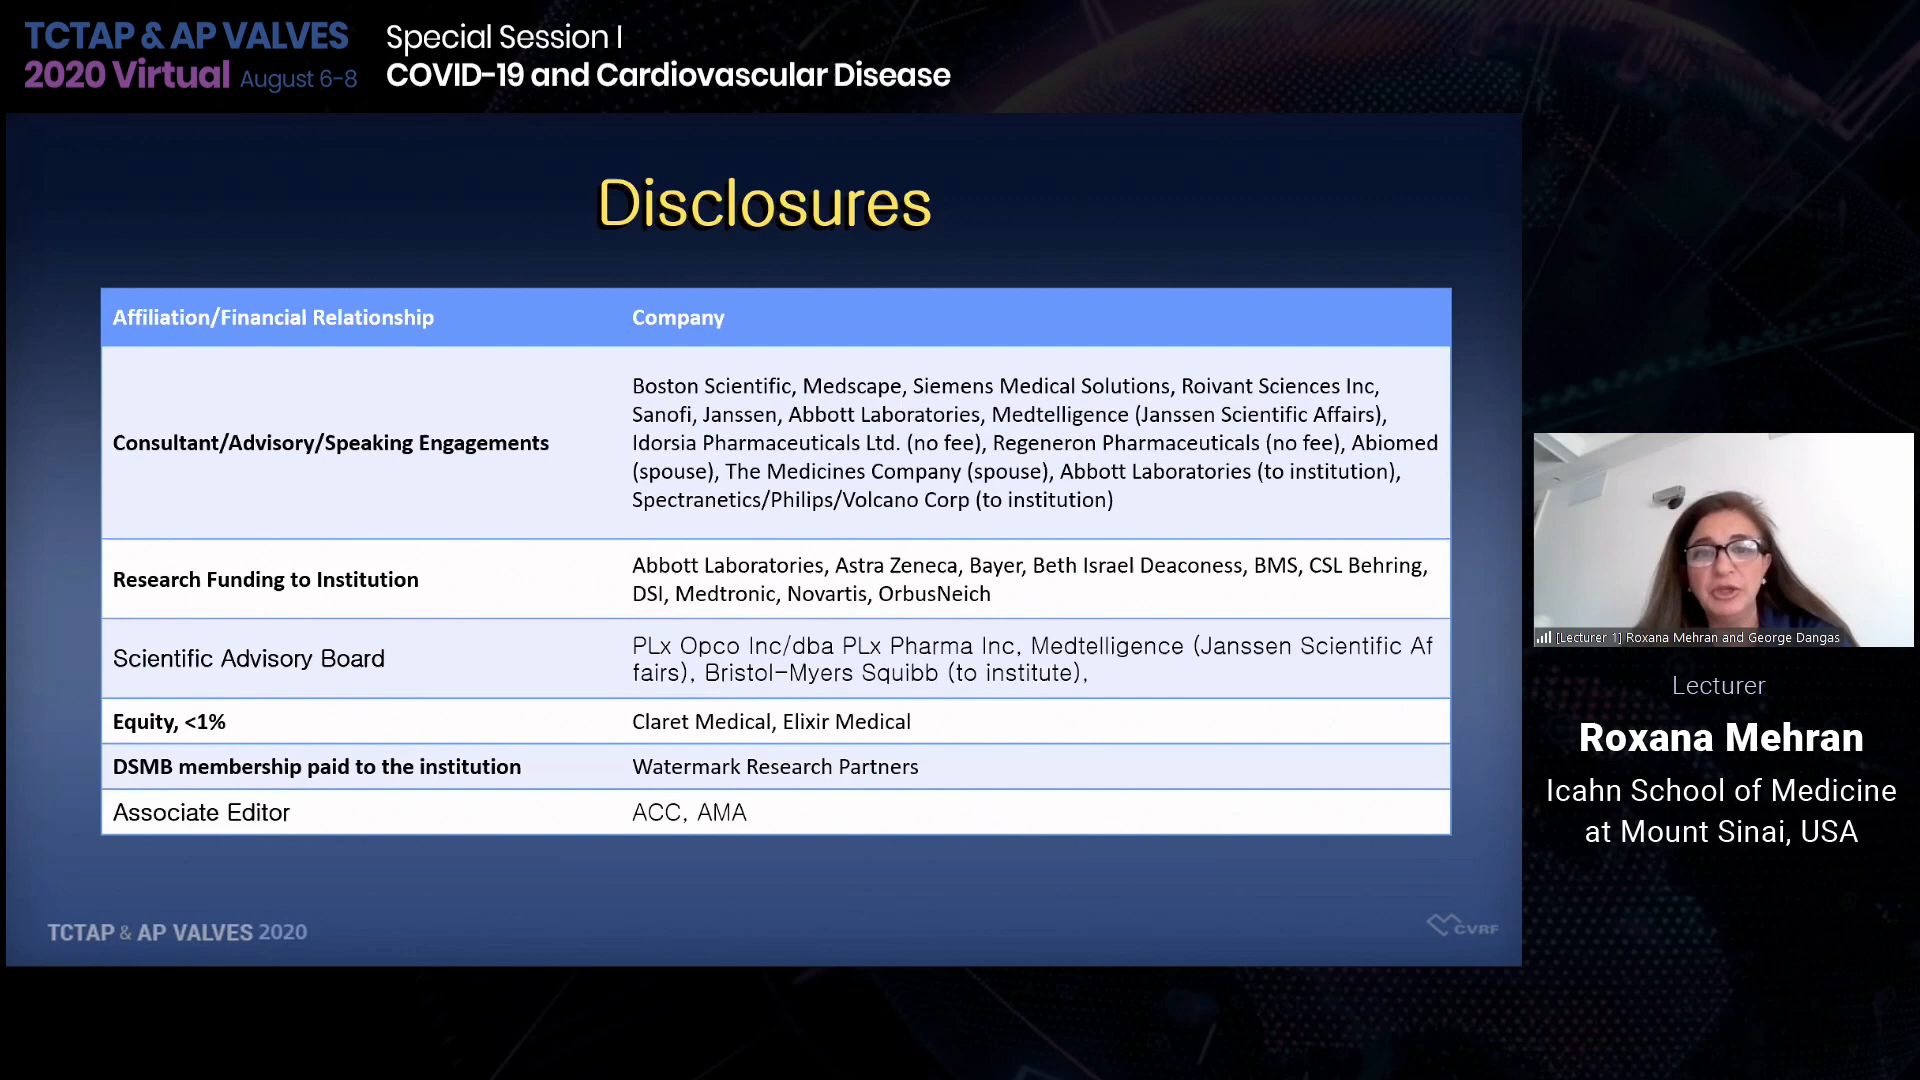 TCTAP & AP VALVES
2020 Virtual August 6-8
Special Session I
COVID-19 and Cardiovascular Disease
Disclosures
Affiliation/Financial Relationship
Company
Consultant/Advisory/Speaking Engagements
Boston Scientific, Medscape, Siemens Medical Solutions, Roivant Sciences Inc,
Sanofi, Janssen, Abbott Laboratories, Medtelligence (Janssen Scientific Affairs),
Idorsia Pharmaceuticals Ltd. (no fee), Regeneron Pharmaceuticals (no fee), Abiomed
(spouse), The Medicines Company (spouse), Abbott Laboratories (to institution),
Spectranetics/Philips/Volcano Corp (to institution)
Research Funding to Institution
Abbott Laboratories, Astra Zeneca, Bayer, Beth Israel Deaconess, BMS, CSL Behring,
DSI, Medtronic, Novartis, OrbusNeich
Scientific Advisory Board
PLx Opco Inc/dba PLx Pharma Inc, Medtelligence (Janssen Scientific Af
fairs), Bristol-Myers Squibb (to institute),
Equity, <1%
Claret Medical, Elixir Medical
DSMB membership paid to the institution
Watermark Research Partners
Associate Editor
ACC, AMA
TCTAP & AP VALVES 2020
CVRF
[Lecturer 1] Roxana Mehran and George Dangas
Lecturer
Roxana Mehran
Icahn School of Medicine
at Mount Sinai, USA